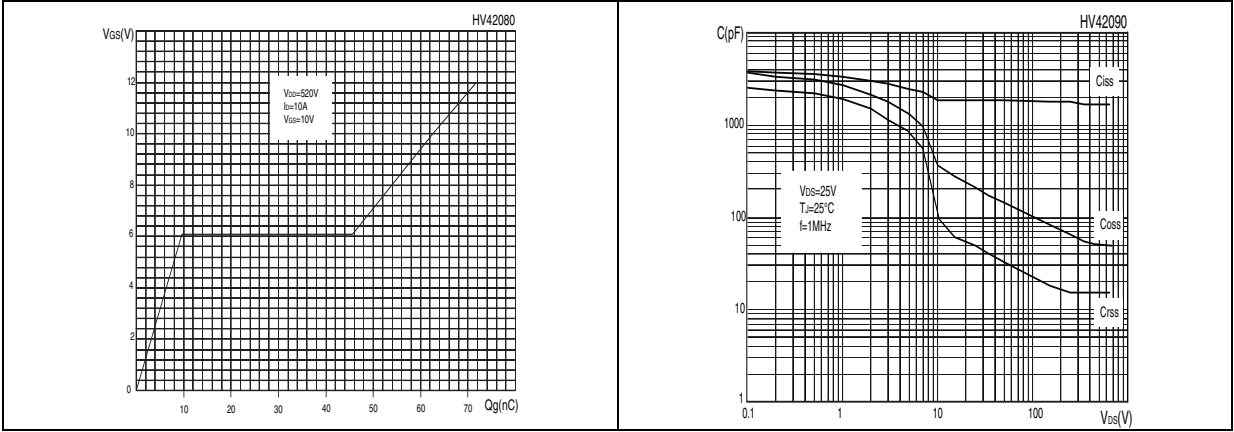 HV42080
VGS(V)
12
10
8
6
4
2
0
VDD=520V
ID=10A
VGS=10V
10 20 30 40 50 60 70 Qg(nC)
HV42090
C(pF)
1000
100
10
1
Ciss
VDS=25V
TJ=25°C
f=1MHz
Coss
Crss
0.1 1 10 100 VDS(V)